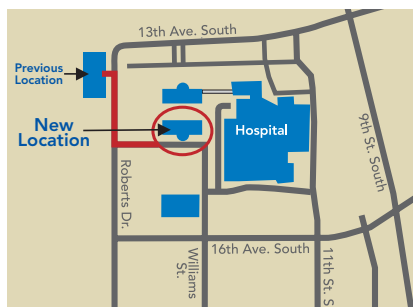 13th Ave. South
Previous
Location
New
Location
Hospital
9th St. South
Roberts Dr.
Williams
St.
16th Ave. South
11th St. S